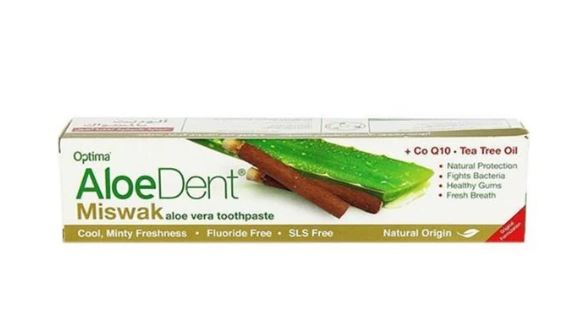 Optima
AloeDent®
Miswak aloe vera toothpaste
+ Co Q10 - Tea Tree Oil
• Natural Protection
• Fights Bacteria
• Healthy Gums
• Fresh Breath
Cool, Minty Freshness • Fluoride Free • SLS Free
Natural Origin
Original